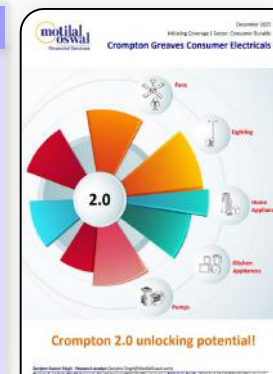 motilal
oswal
Financial Services
December 2023
Initiating Coverage | Sector: Consumer Durable
Crompton Greaves Consumer Electricals
Fans
Lighting
2.0
Home
Appliances
Kitchen
Appliances
Pumps
Crompton 2.0 unlocking potential!